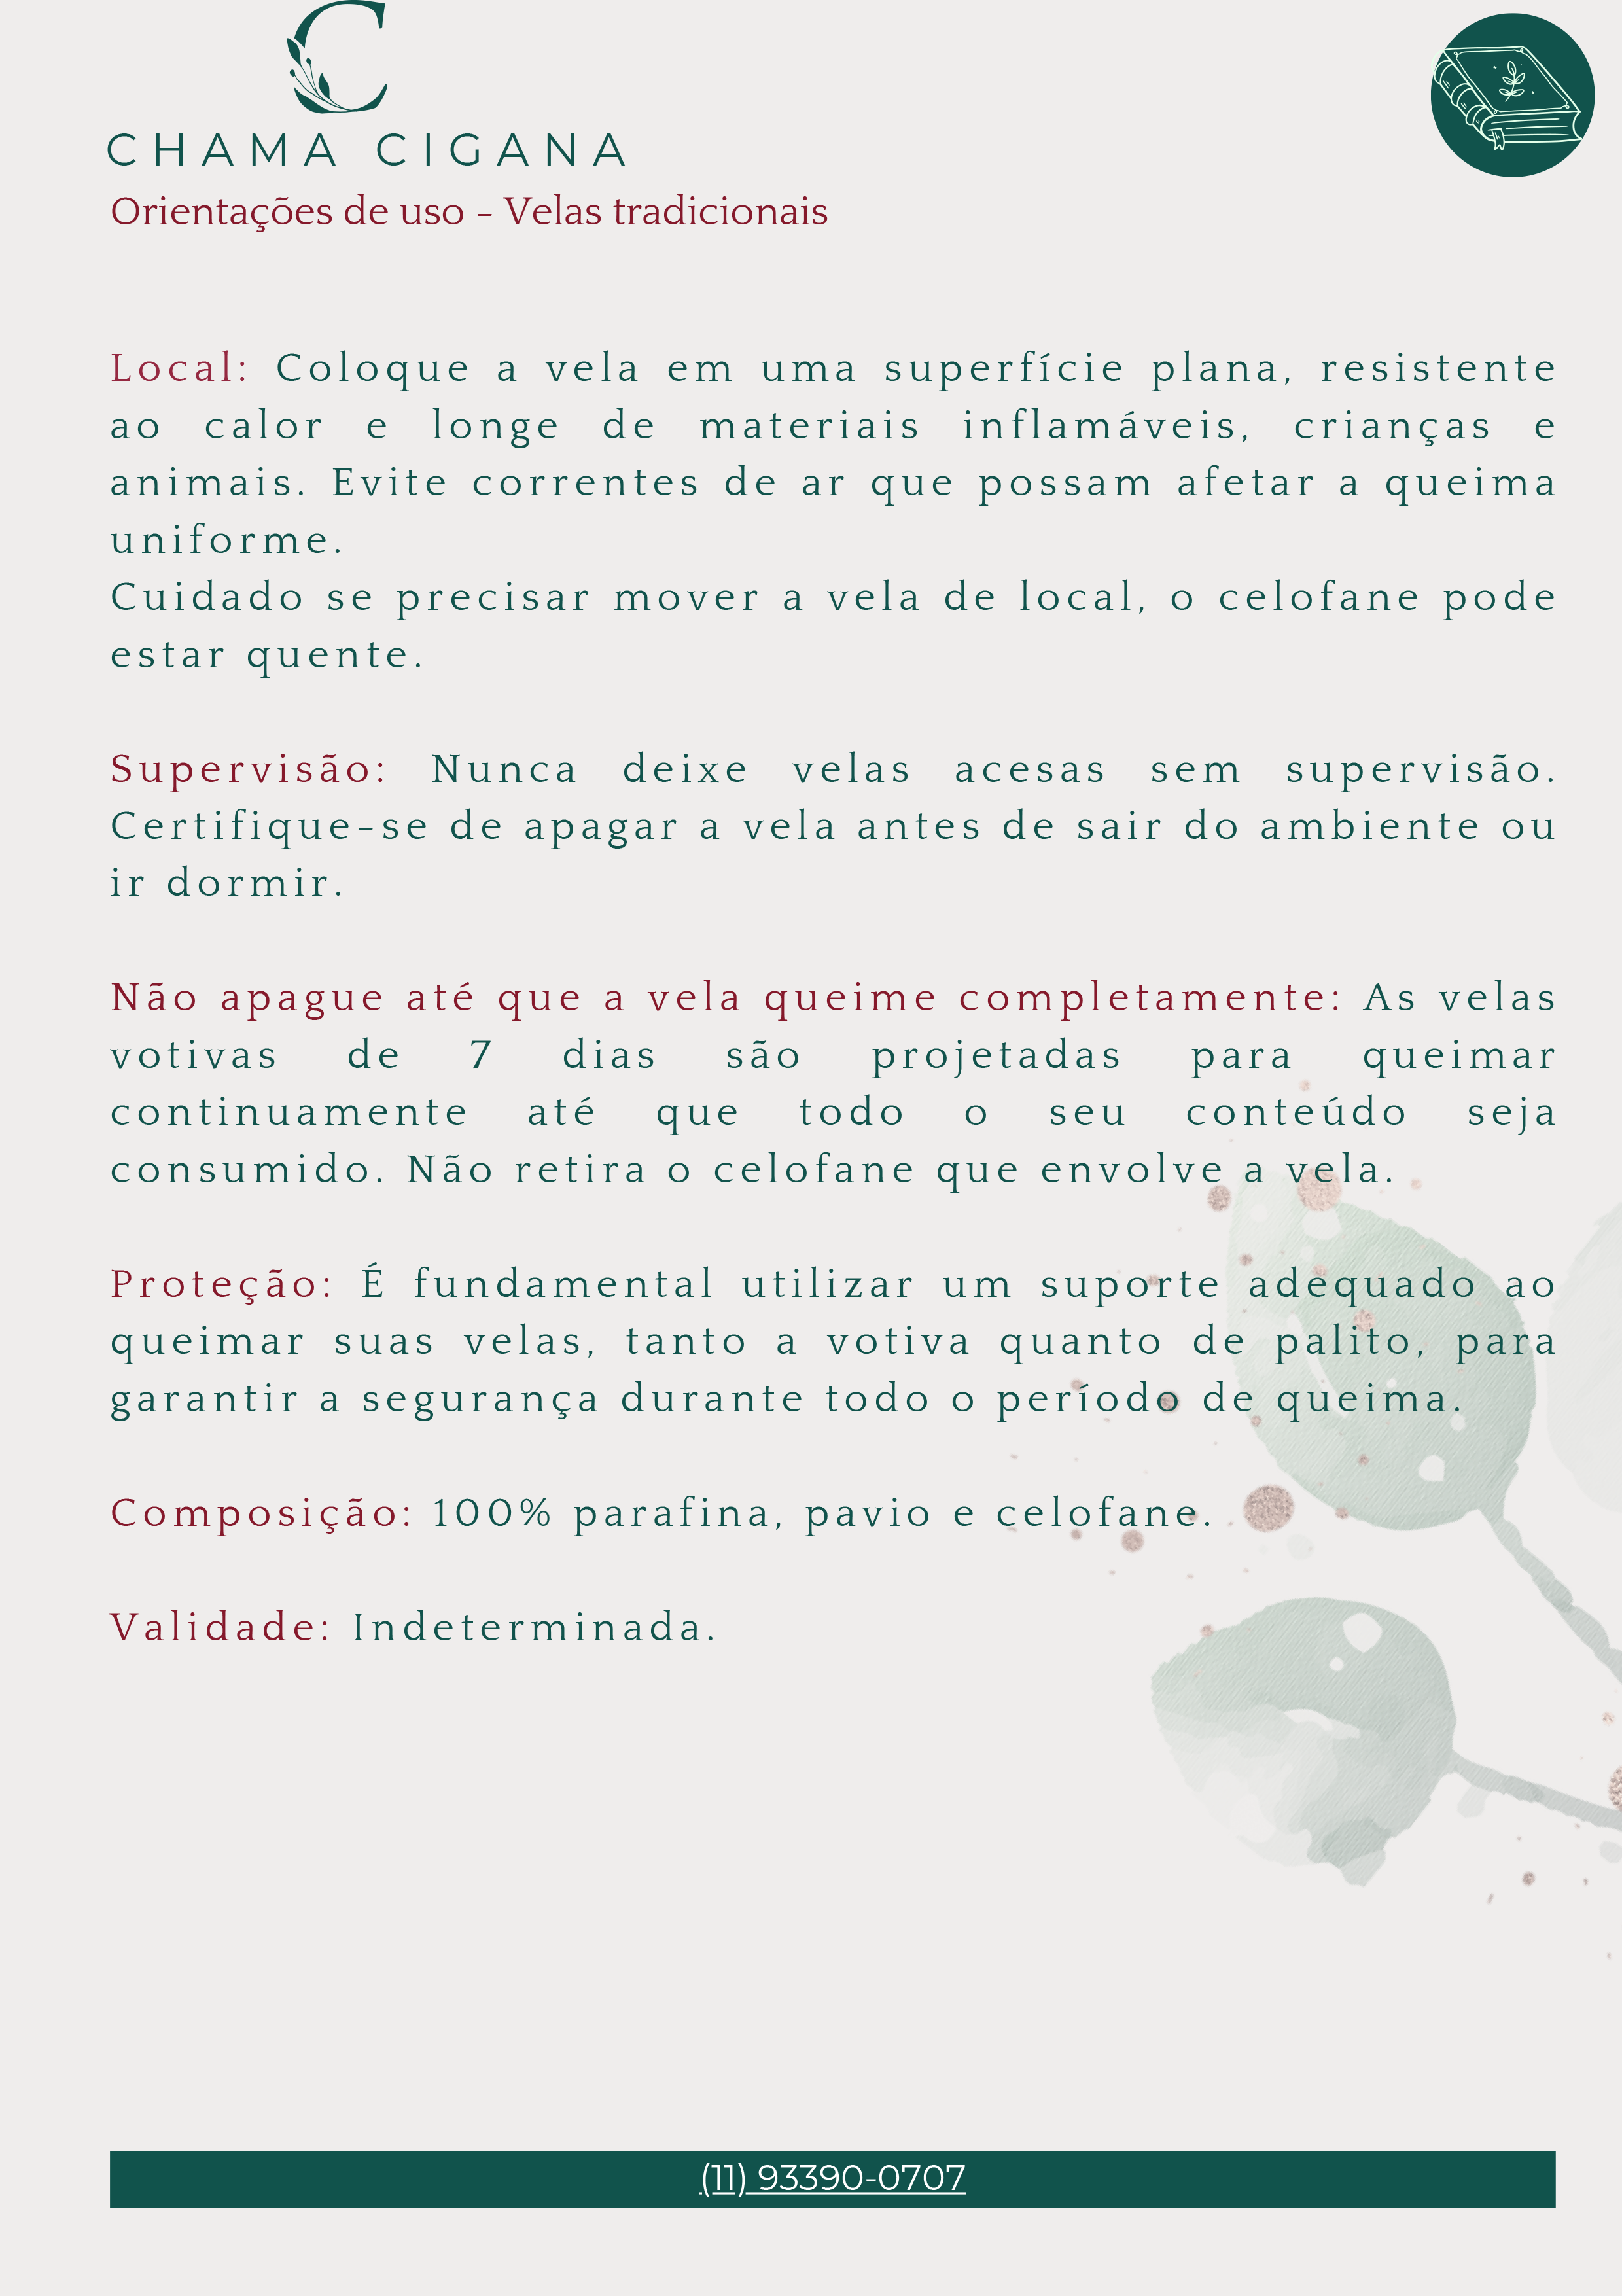 CHAMA CIGANA
Orientações de uso - Velas tradicionais
Local: Coloque a vela em uma superfície plana, resistente
ao calor e longe de materiais inflamáveis, crianças e
animais. Evite correntes de ar que possam afetar a queima
uniforme.
Cuidado se precisar mover a vela de local, o celofane pode
estar quente.
Supervisão: Nunca deixe velas acesas sem supervisão.
Certifique-se de apagar a vela antes de sair do ambiente ou
ir dormir.
Não apague até que a vela queime completamente: As velas
votivas de 7 dias são projetadas para queimar
continuamente até que todo o seu conteúdo seja
consumido. Não retira o celofane que envolve a vela.
Proteção: É fundamental utilizar um suporte adequado ao
queimar suas velas, tanto a votiva quanto de palito, para
garantir a segurança durante todo o período de queima.
Composição: 100% parafina, pavio e celofane.
Validade: Indeterminada.
(11) 93390-0707